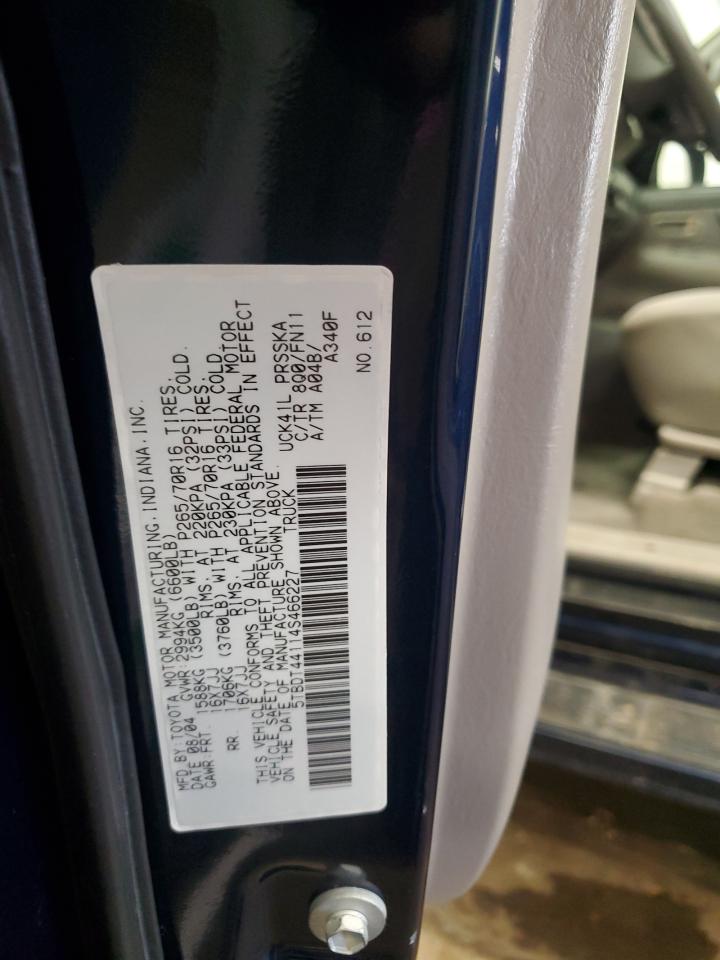 MFD BY:TOYOTA MOTOR MANUFACTURING,INDIANA,INC.
DATE 08/04 GVWR:2994KG (6600LB)
GAWR:FRT. 1588KG (3500LB) WITH P265/70R16 TIRES.
16X7JJ RIMS. AT 220KPA (32PSI) COLD.
RR. 1706KG (3760LB) WITH P265/70R16 TIRES.
16X7JJ RIMS. AT 230KPA (33PSI) COLD.
THIS VEHICLE CONFORMS TO ALL APPLICABLE FEDERAL MOTOR
VEHICLE SAFETY AND THEFT PREVENTION STANDARDS IN EFFECT
ON THE DATE OF MANUFACTURE SHOWN ABOVE.
5TBDT44114S466227 TRUCK
UCK41L PRSSKA
C/TR 8Q0/FN11
A/TM A04B/
A340F
NO.612